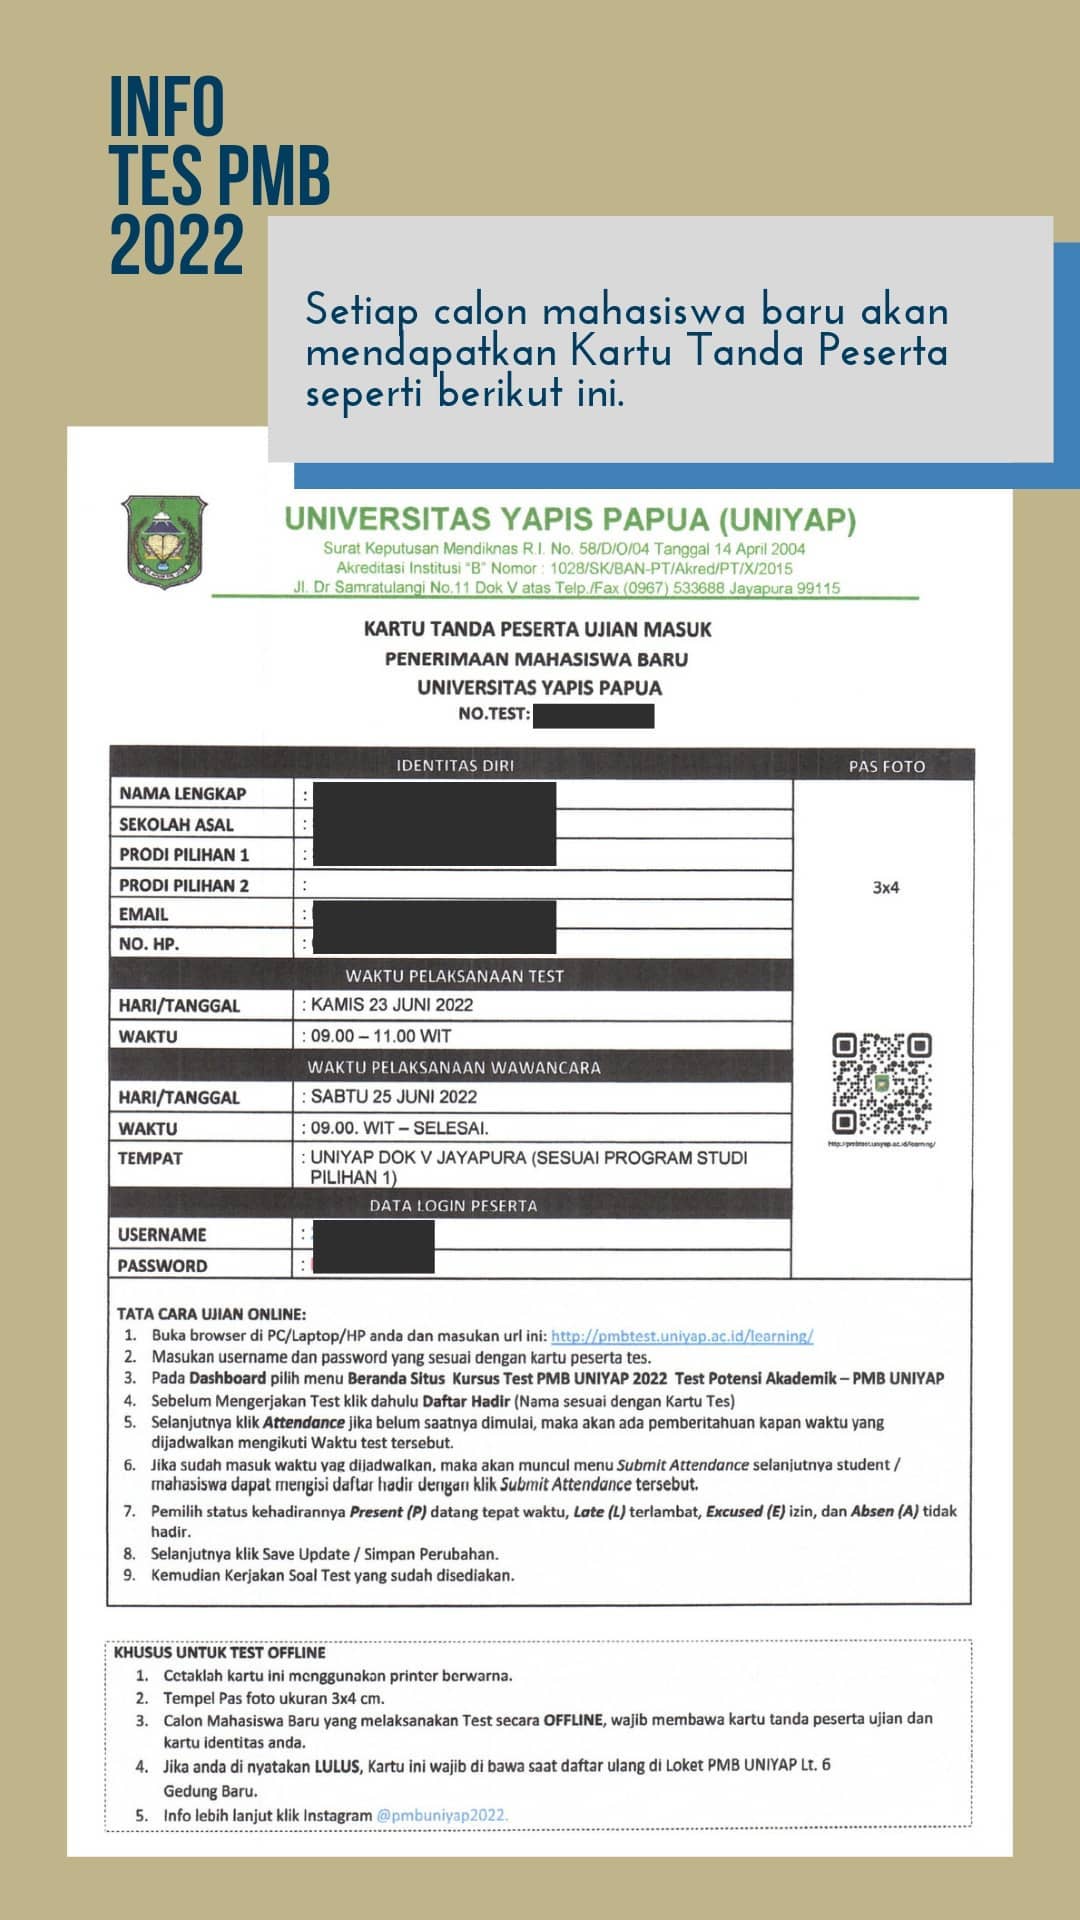 INFO
TES PMB
2022
Setiap calon mahasiswa baru akan
mendapatkan Kartu Tanda Peserta
seperti berikut ini.
UNIVERSITAS YAPIS PAPUA (UNIYAP)
Surat Keputusan Mendiknas R.I. No. 58/D/O/04 Tanggal 14 April 2004
Akreditasi Institusi "B" Nomor : 1028/SK/BAN-PT/Akred/PT/X/2015
Jl. Dr Samratulangi No.11 Dok V atas Telp./Fax (0967) 533688 Jayapura 99115
KARTU TANDA PESERTA UJIAN MASUK
PENERIMAAN MAHASISWA BARU
UNIVERSITAS YAPIS PAPUA
NO.TEST:
IDENTITAS DIRI PAS FOTO
NAMA LENGKAP :
SEKOLAH ASAL :
PRODI PILIHAN 1 :
PRODI PILIHAN 2 :
3x4
EMAIL :
NO. HP. :
WAKTU PELAKSANAAN TEST
HARI/TANGGAL : KAMIS 23 JUNI 2022
WAKTU : 09.00 – 11.00 WIT
WAKTU PELAKSANAAN WAWANCARA
HARI/TANGGAL : SABTU 25 JUNI 2022
WAKTU : 09.00. WIT – SELESAI.
http://pmbtest.uniyap.ac.id/learning/
TEMPAT : UNIYAP DOK V JAYAPURA (SESUAI PROGRAM STUDI
PILIHAN 1)
DATA LOGIN PESERTA
USERNAME :
PASSWORD :
TATA CARA UJIAN ONLINE:
1. Buka browser di PC/Laptop/HP anda dan masukan url ini: http://pmbtest.uniyap.ac.id/learning/
2. Masukan username dan password yang sesuai dengan kartu peserta tes.
3. Pada Dashboard pilih menu Beranda Situs Kursus Test PMB UNIYAP 2022 Test Potensi Akademik – PMB UNIYAP
4. Sebelum Mengerjakan Test klik dahulu Daftar Hadir (Nama sesuai dengan Kartu Tes)
5. Selanjutnya klik Attendance jika belum saatnya dimulai, maka akan ada pemberitahuan kapan waktu yang
dijadwalkan mengikuti Waktu test tersebut.
6. Jika sudah masuk waktu yag dijadwalkan, maka akan muncul menu Submit Attendance selanjutnya student /
mahasiswa dapat mengisi daftar hadir dengan klik Submit Attendance tersebut.
7. Pemilih status kehadirannya Present (P) datang tepat waktu, Late (L) terlambat, Excused (E) izin, dan Absen (A) tidak
hadir.
8. Selanjutnya klik Save Update / Simpan Perubahan.
9. Kemudian Kerjakan Soal Test yang sudah disediakan.
KHUSUS UNTUK TEST OFFLINE
1. Cetaklah kartu ini menggunakan printer berwarna.
2. Tempel Pas foto ukuran 3x4 cm.
3. Calon Mahasiswa Baru yang melaksanakan Test secara OFFLINE, wajib membawa kartu tanda peserta ujian dan
kartu identitas anda.
4. Jika anda di nyatakan LULUS, Kartu ini wajib di bawa saat daftar ulang di Loket PMB UNIYAP Lt. 6
Gedung Baru.
5. Info lebih lanjut klik Instagram @pmbuniyap2022.